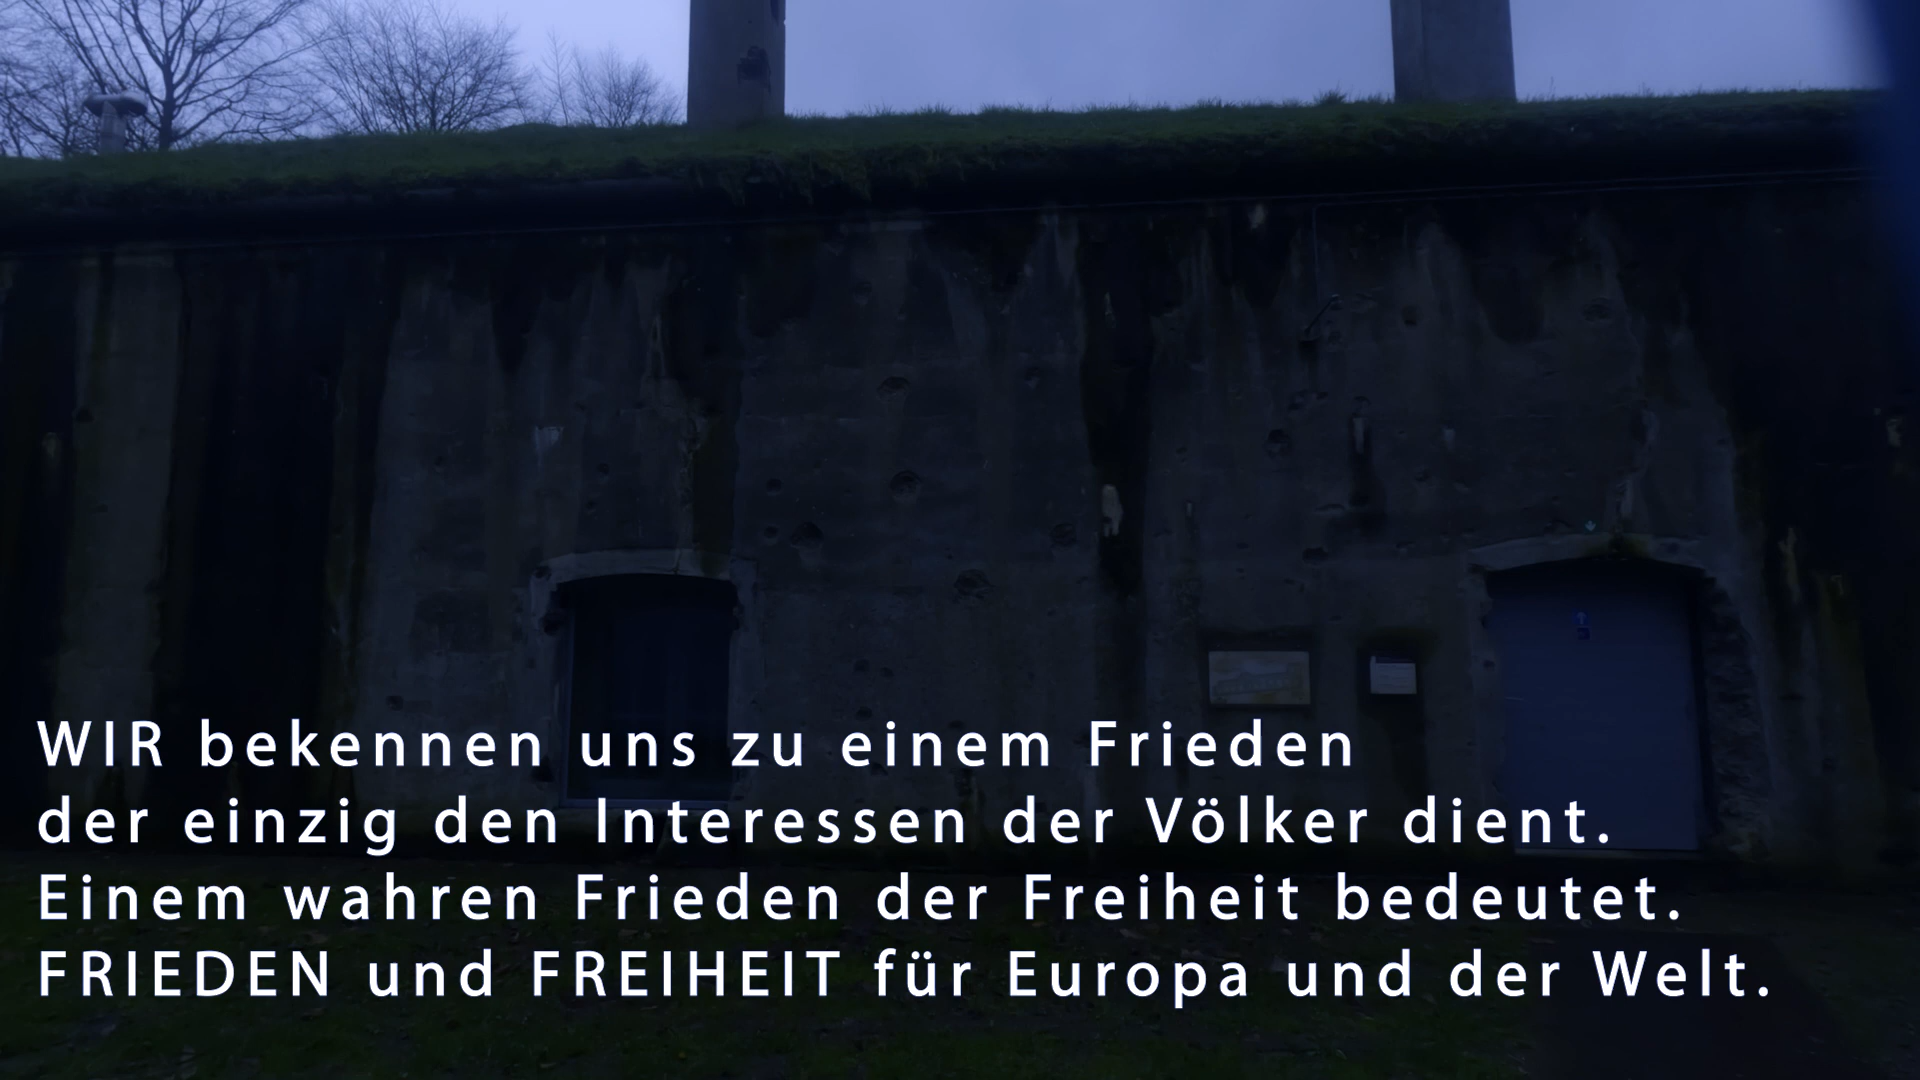 WIR bekennen uns zu einem Frieden
der einzig den Interessen der Völker dient.
Einem wahren Frieden der Freiheit bedeutet.
FRIEDEN und FREIHEIT für Europa und der Welt.